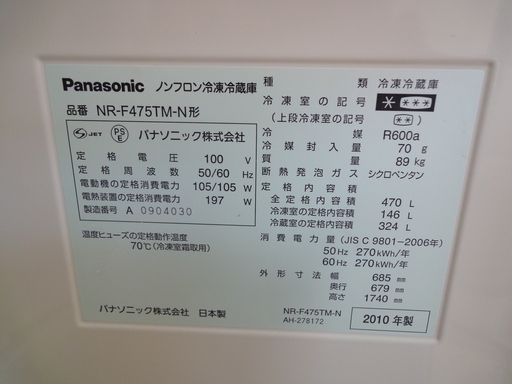 Panasonic ノンフロン冷凍冷蔵庫
品番 NR-F475TM-N形
S JET PSE パナソニック株式会社
定格電圧 100 V
定格周波数 50/60 Hz
電動機の定格消費電力 105/105 W
電熱装置の定格消費電力 197 W
製造番号 A 0904030
温度ヒューズの定格動作温度
70℃(冷凍室霜取用)
パナソニック株式会社 日本製
種類 冷凍冷蔵庫
冷凍室の記号 * ***
(上段冷凍室の記号 ** )
冷媒 R600a
冷媒封入量 70 g
質量 89 kg
断熱発泡ガス シクロペンタン
定格内容積
全定格内容積 470 L
冷凍室の定格内容積 146 L
冷蔵室の定格内容積 324 L
消費電力量(JIS C 9801-2006年)
50Hz 270kWh/年
60Hz 270kWh/年
外形寸法 幅 685 mm
奥行 679 mm
高さ 1740 mm
NR-F475TM-N
AH-278172
2010年製